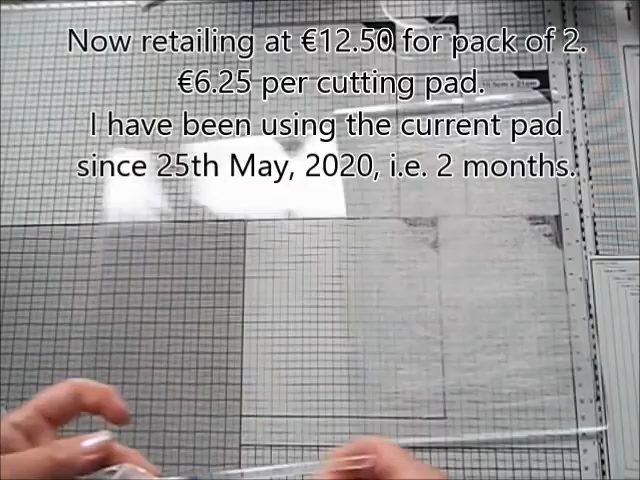 Now retailing at €12.50 for pack of 2.
€6.25 per cutting pad.
I have been using the current pad
since 25th May, 2020, i.e. 2 months.